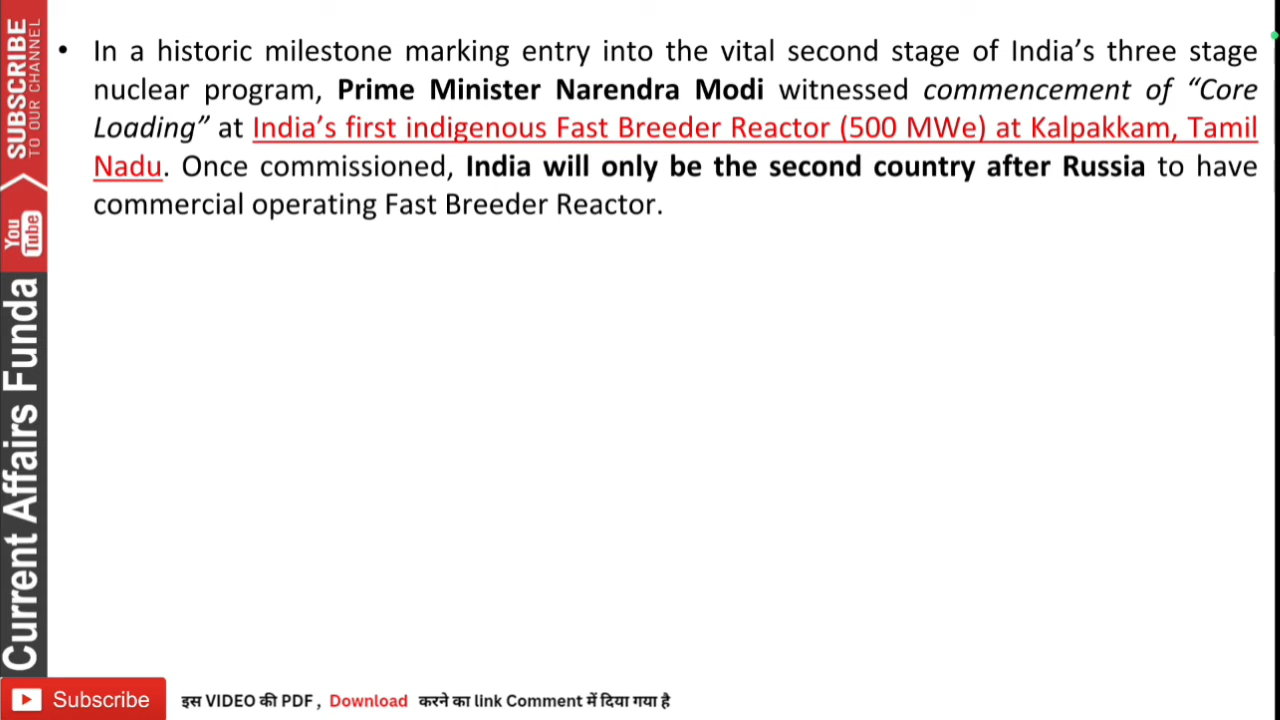 • In a historic milestone marking entry into the vital second stage of India’s three stage
nuclear program, Prime Minister Narendra Modi witnessed commencement of “Core
Loading” at India’s first indigenous Fast Breeder Reactor (500 MWe) at Kalpakkam, Tamil
Nadu. Once commissioned, India will only be the second country after Russia to have
commercial operating Fast Breeder Reactor.
SUBSCRIBE
TO OUR CHANNEL
You
Tube
Current Affairs Funda
Subscribe
इस VIDEO की PDF , Download करने का link Comment में दिया गया है